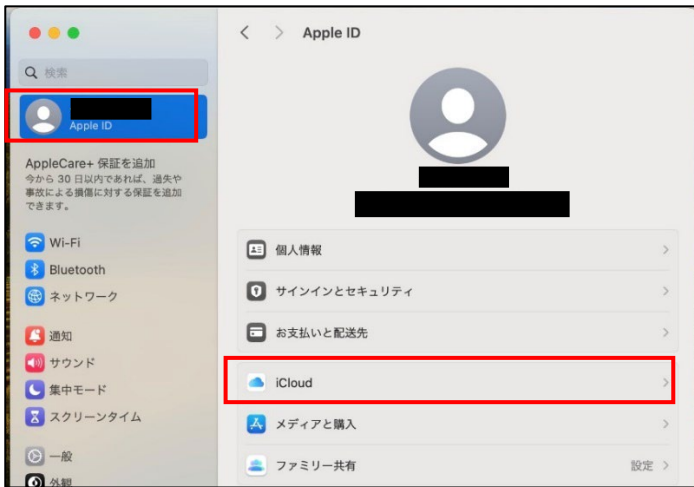 Apple ID
検索
Apple ID
AppleCare+ 保証を追加
今から 30 日以内であれば、過失や
事故による損傷に対する保証を追加
できます。
Wi-Fi
Bluetooth
ネットワーク
通知
サウンド
集中モード
スクリーンタイム
一般
外観
個人情報
サインインとセキュリティ
お支払いと配送先
iCloud
メディアと購入
ファミリー共有 設定